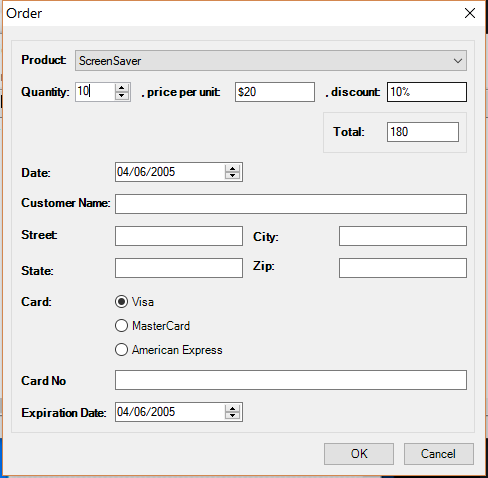 Order
Product: ScreenSaver
Quantity: 10 , price per unit: $20 , discount: 10%
Total: 180
Date: 04/06/2005
Customer Name:
Street: City:
State: Zip:
Card: Visa
MasterCard
American Express
Card No
Expiration Date: 04/06/2005
OK Cancel